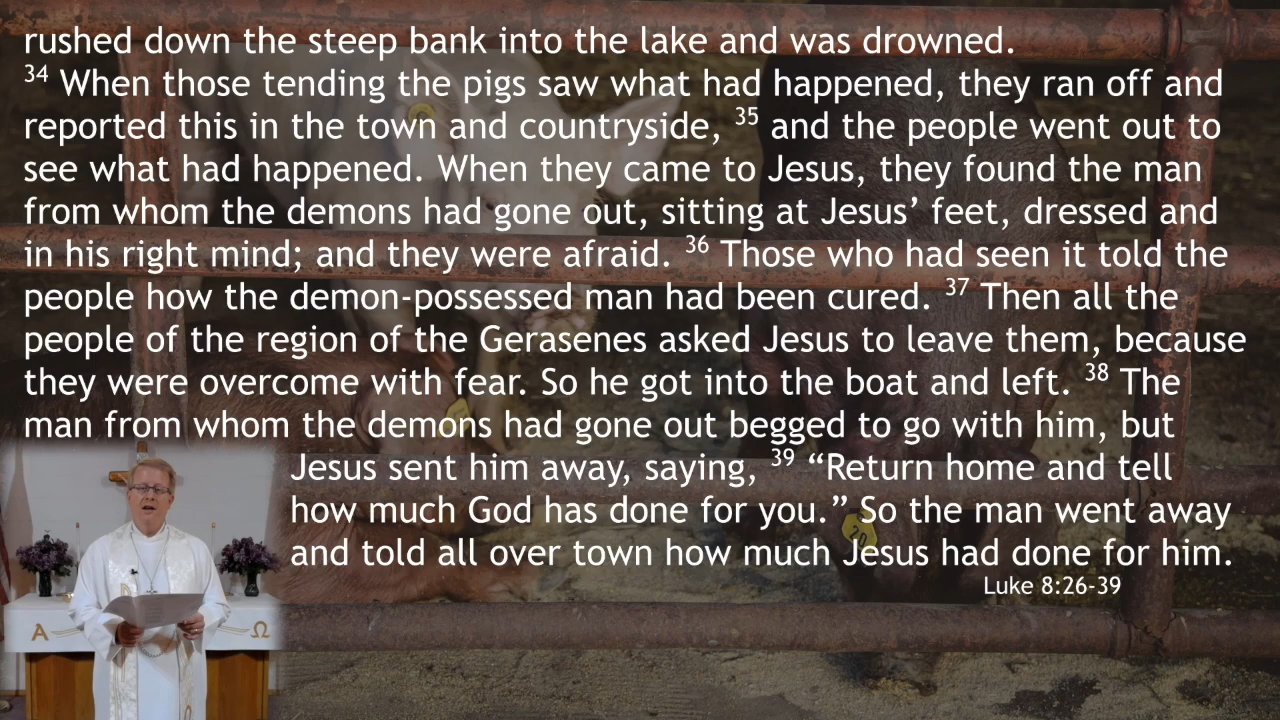 rushed down the steep bank into the lake and was drowned.
34 When those tending the pigs saw what had happened, they ran off and
reported this in the town and countryside, 35 and the people went out to
see what had happened. When they came to Jesus, they found the man
from whom the demons had gone out, sitting at Jesus’ feet, dressed and
in his right mind; and they were afraid. 36 Those who had seen it told the
people how the demon-possessed man had been cured. 37 Then all the
people of the region of the Gerasenes asked Jesus to leave them, because
they were overcome with fear. So he got into the boat and left. 38 The
man from whom the demons had gone out begged to go with him, but
Jesus sent him away, saying, 39 “Return home and tell
how much God has done for you.” So the man went away
and told all over town how much Jesus had done for him.
Luke 8:26-39
20
Α Ω